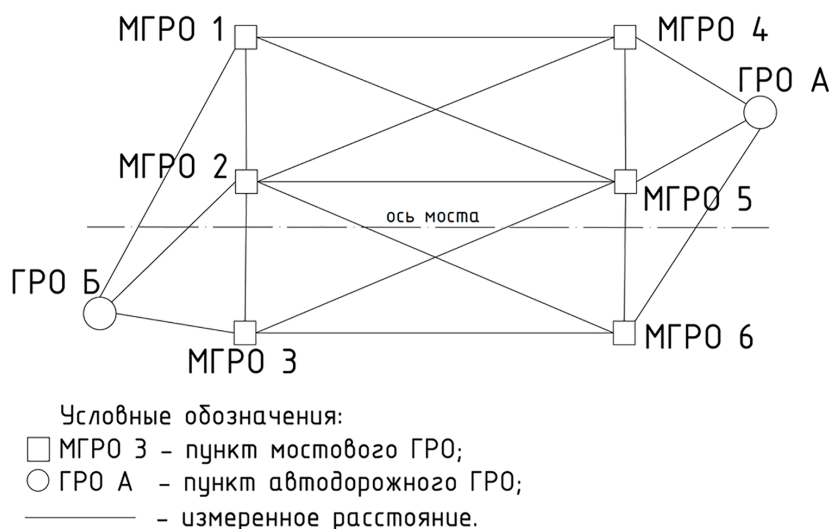 МГРО 1
МГРО 4
ГРО А
МГРО 2
МГРО 5
ось моста
ГРО Б
МГРО 3
МГРО 6
Условные обозначения:
МГРО 3 - пункт мостового ГРО;
ГРО А - пункт автодорожного ГРО;
- измеренное расстояние.